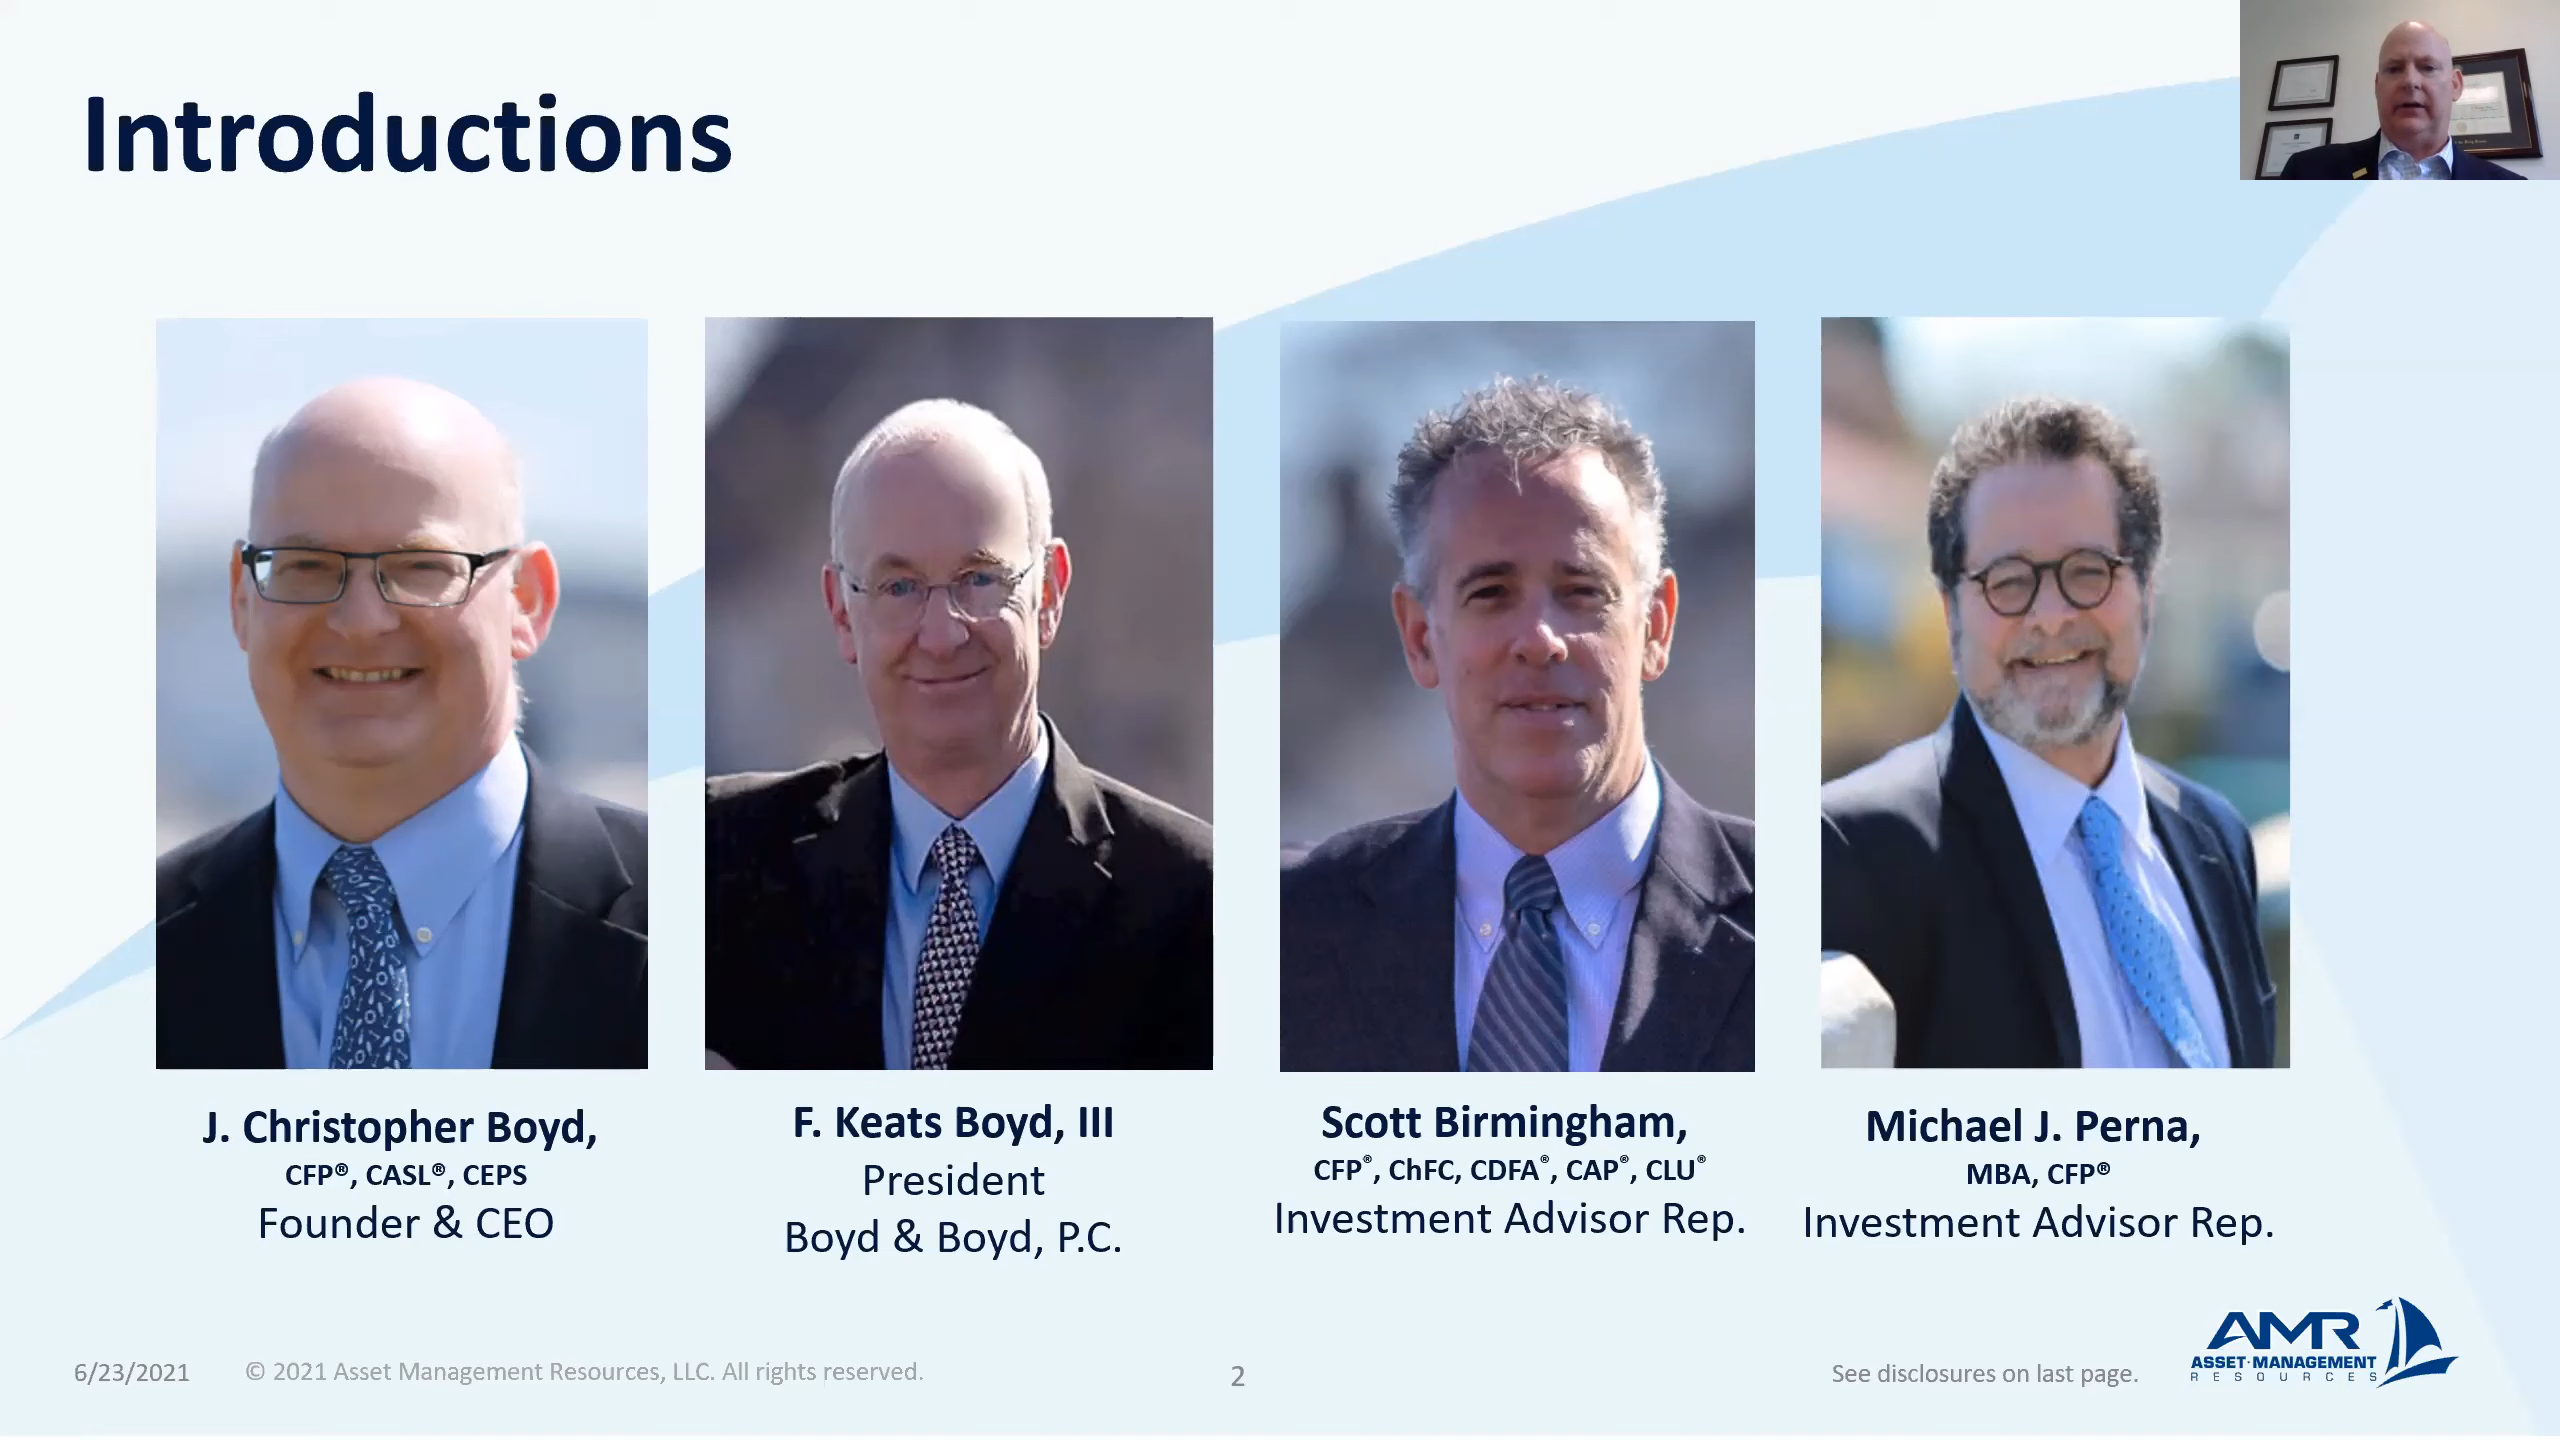 Introductions
J. Christopher Boyd,
CFP®, CASL®, CEPS
Founder & CEO
F. Keats Boyd, III
President
Boyd & Boyd, P.C.
Scott Birmingham,
CFP®, ChFC, CDFA®, CAP®, CLU®
Investment Advisor Rep.
Michael J. Perna,
MBA, CFP®
Investment Advisor Rep.
6/23/2021
© 2021 Asset Management Resources, LLC. All rights reserved.
2
See disclosures on last page.
AMR
ASSET·MANAGEMENT
RESOURCES